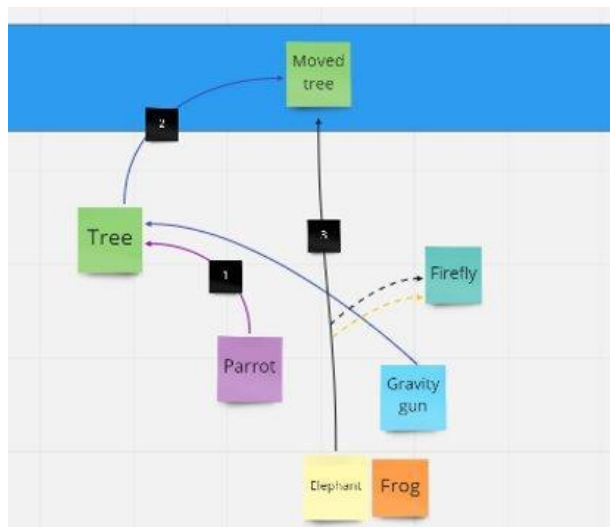 Moved
tree
2
Tree
3
1
Firefly
Parrot
Gravity
gun
Elephant
Frog